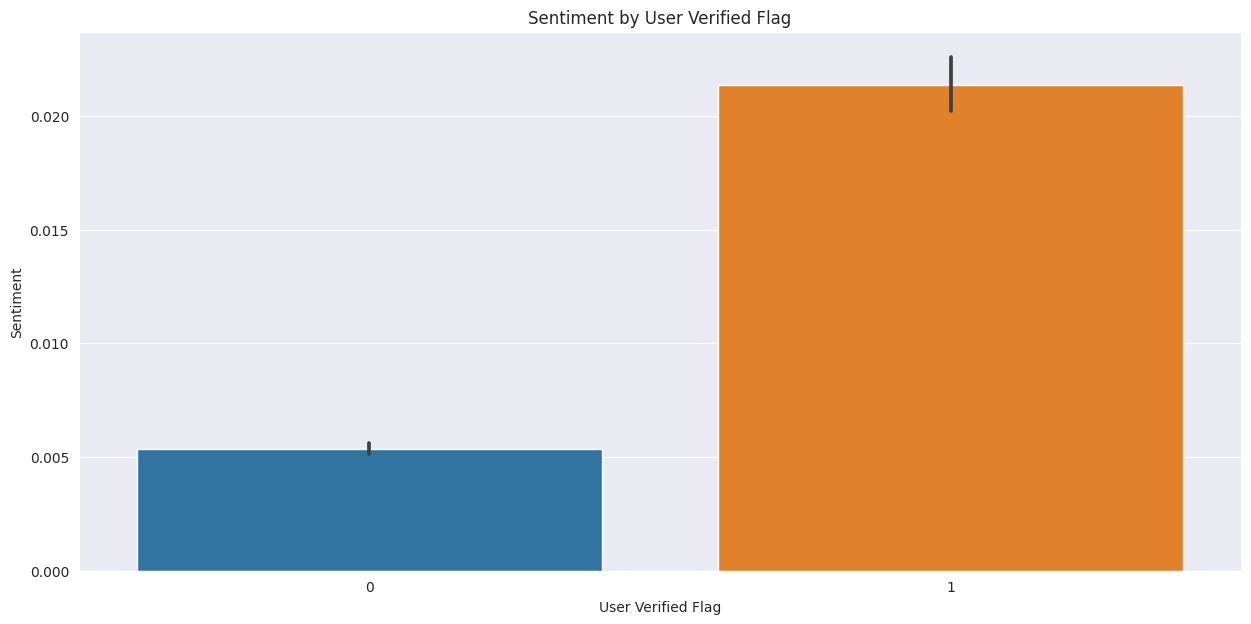 Sentiment by User Verified Flag
0.020
0.015
0.010
0.005
0.000
Sentiment
0 1
User Verified Flag